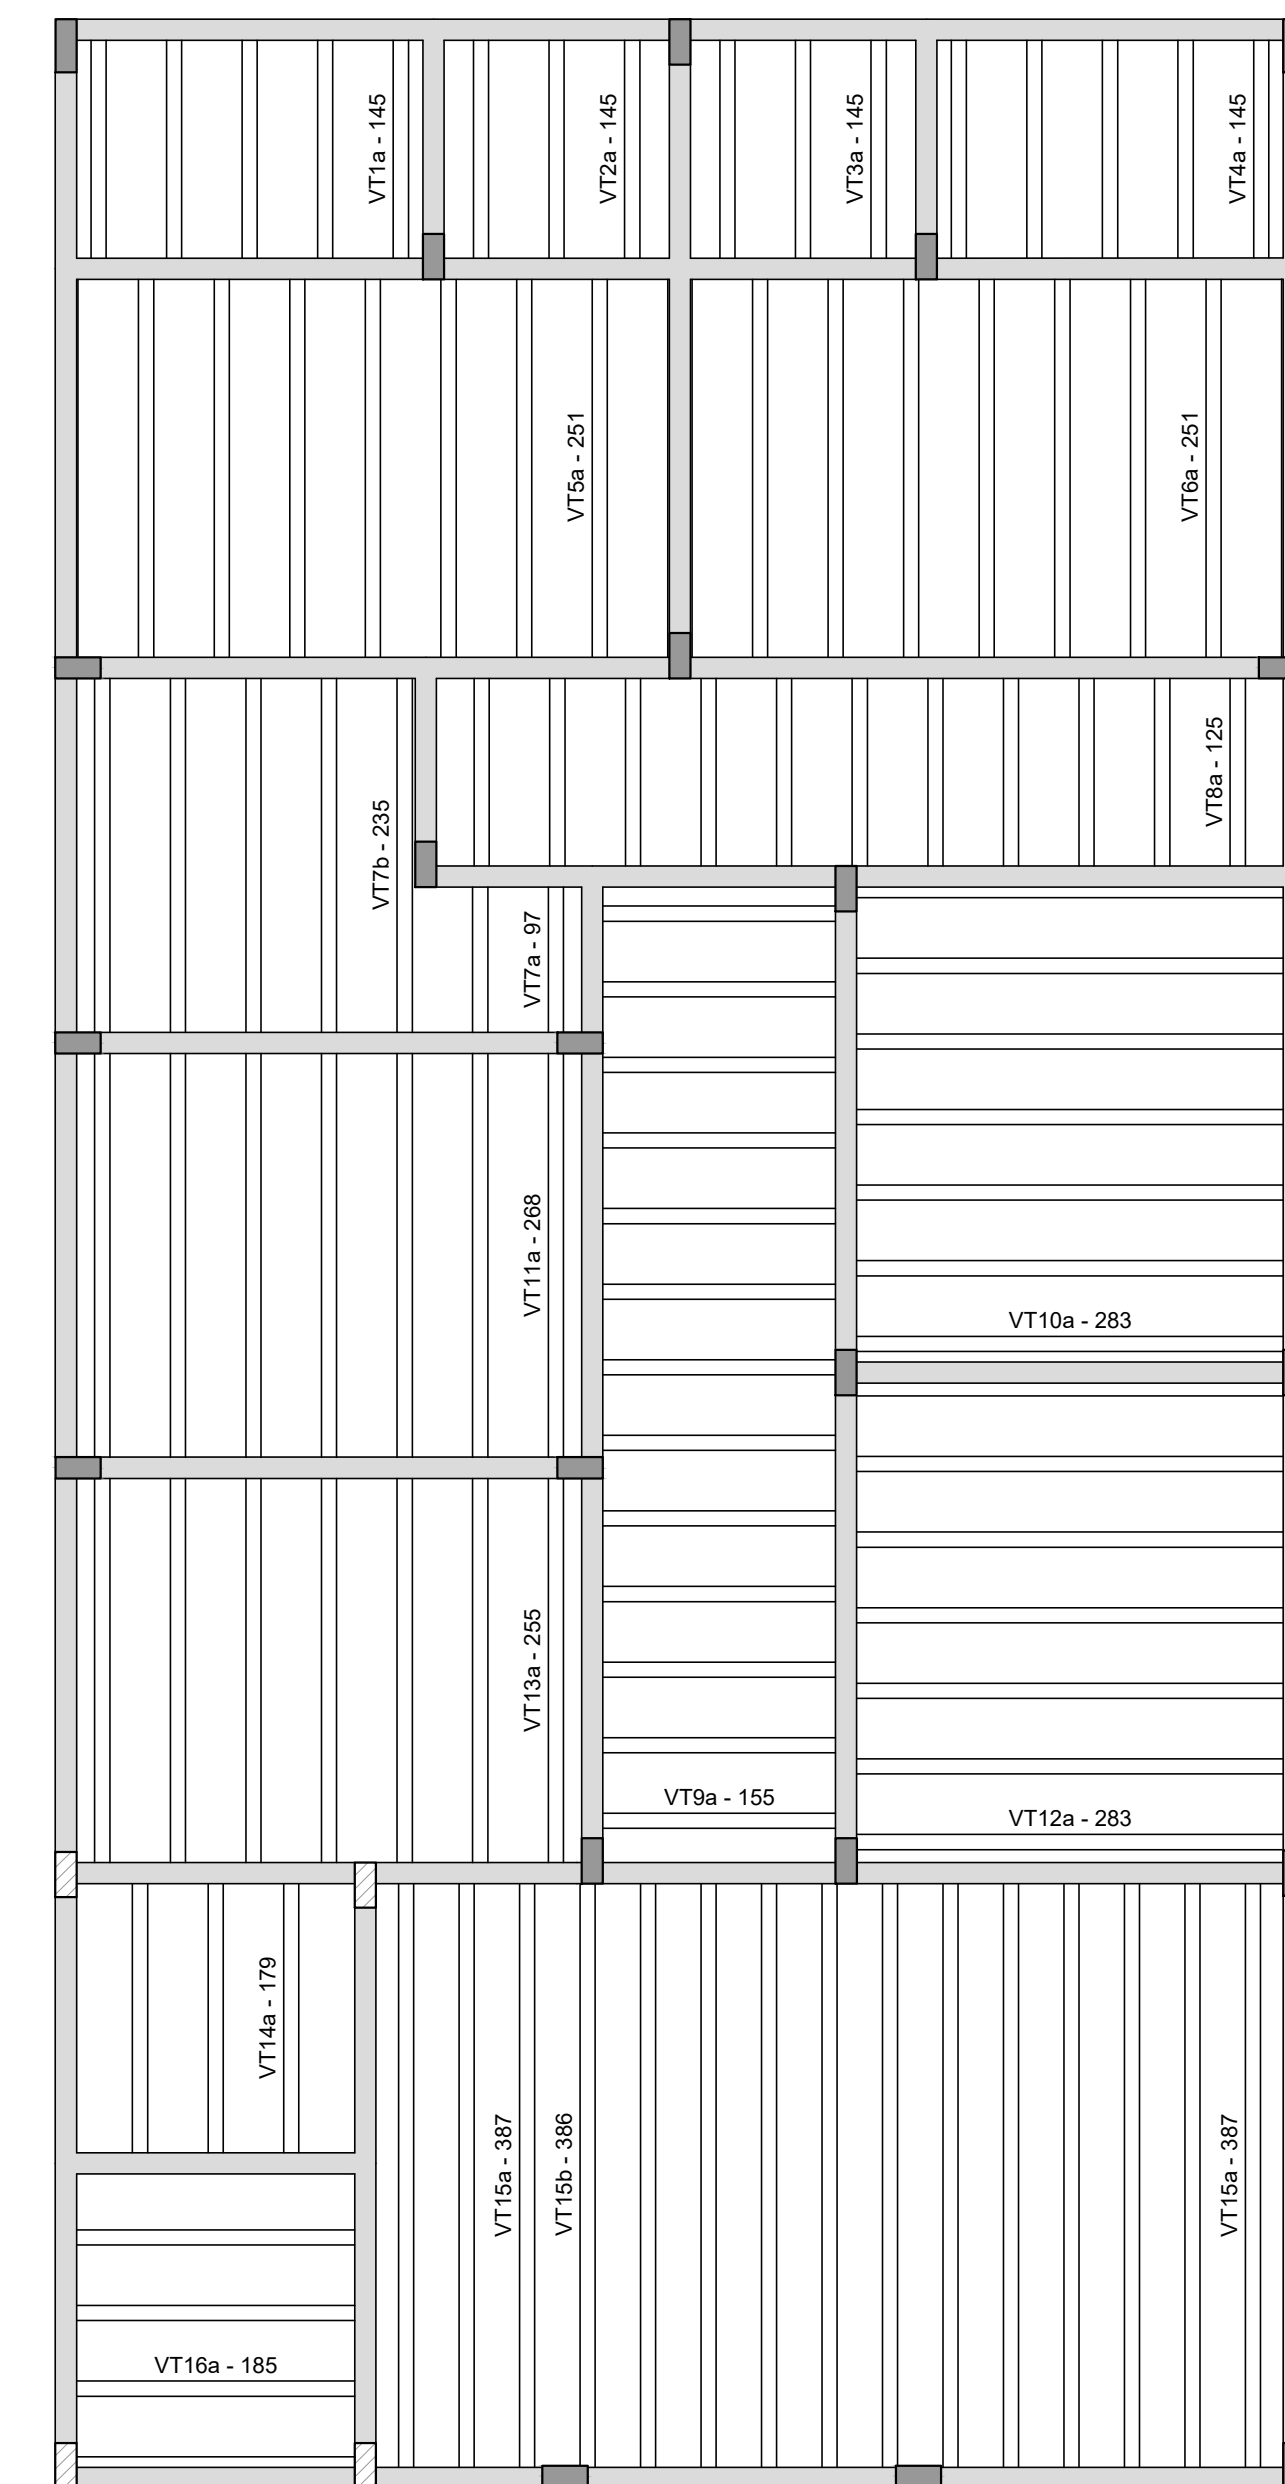 VT1a - 145
VT2a - 145
VT3a - 145
VT4a - 145
VT5a - 251
VT6a - 251
VT8a - 125
VT7b - 235
VT7a - 97
VT11a - 268
VT10a - 283
VT13a - 255
VT9a - 155
VT12a - 283
VT14a - 179
VT15a - 387
VT15b - 386
VT15a - 387
VT16a - 185